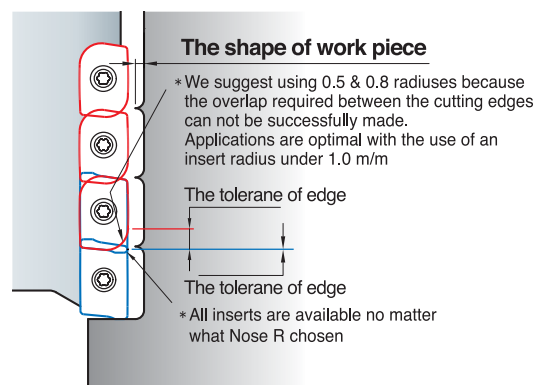 The shape of work piece
* We suggest using 0.5 & 0.8 radiuses because
the overlap required between the cutting edges
can not be successfully made.
Applications are optimal with the use of an
insert radius under 1.0 m/m
The tolerane of edge
The tolerane of edge
* All inserts are available no matter
what Nose R chosen